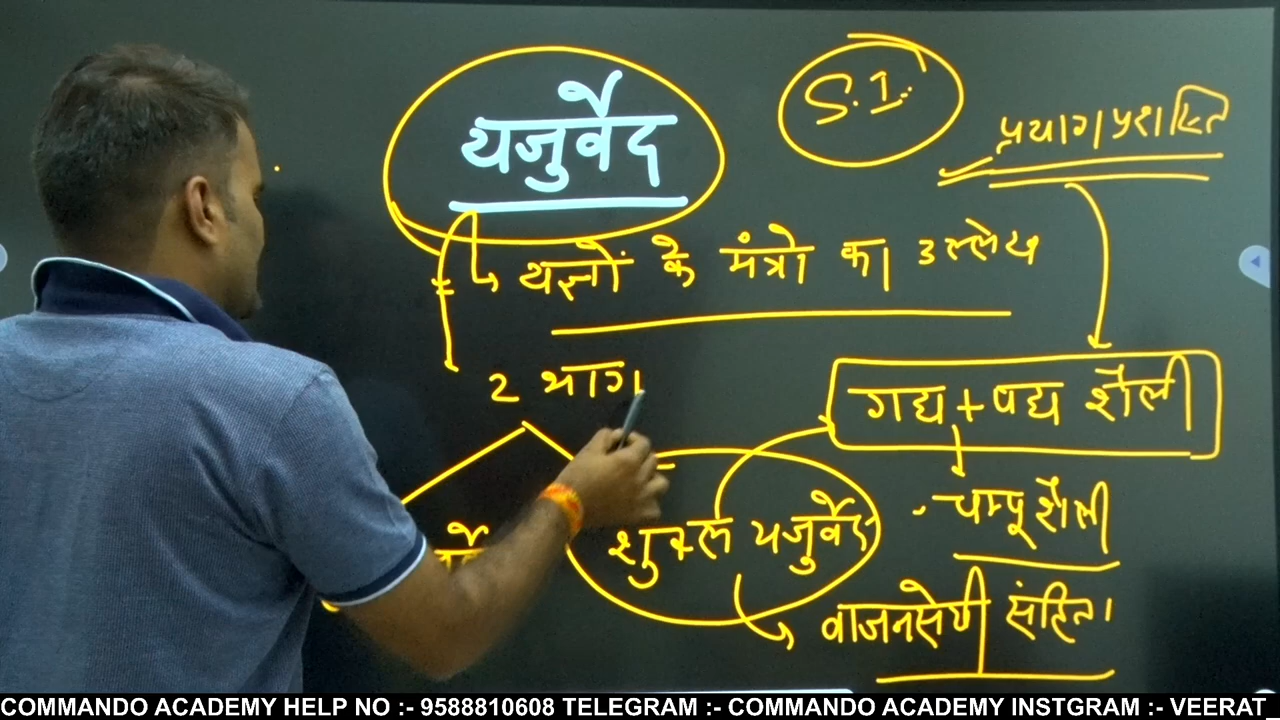 यजुर्वेद
S.I.
प्रयाग प्रशस्ति
↳ यज्ञों के मंत्रो का उल्लेख
2 भाग
गद्य + पद्य शैली
चम्पू शैली
शुक्ल यजुर्वेद
वाजनसेयी संहिता
COMMANDO ACADEMY HELP NO :- 9588810608 TELEGRAM :- COMMANDO ACADEMY INSTGRAM :- VEERAT